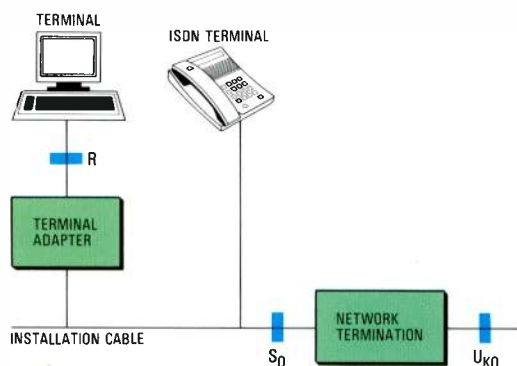 TERMINAL
ISDN TERMINAL
R
TERMINAL
ADAPTER
INSTALLATION CABLE
S0
NETWORK
TERMINATION
UK0